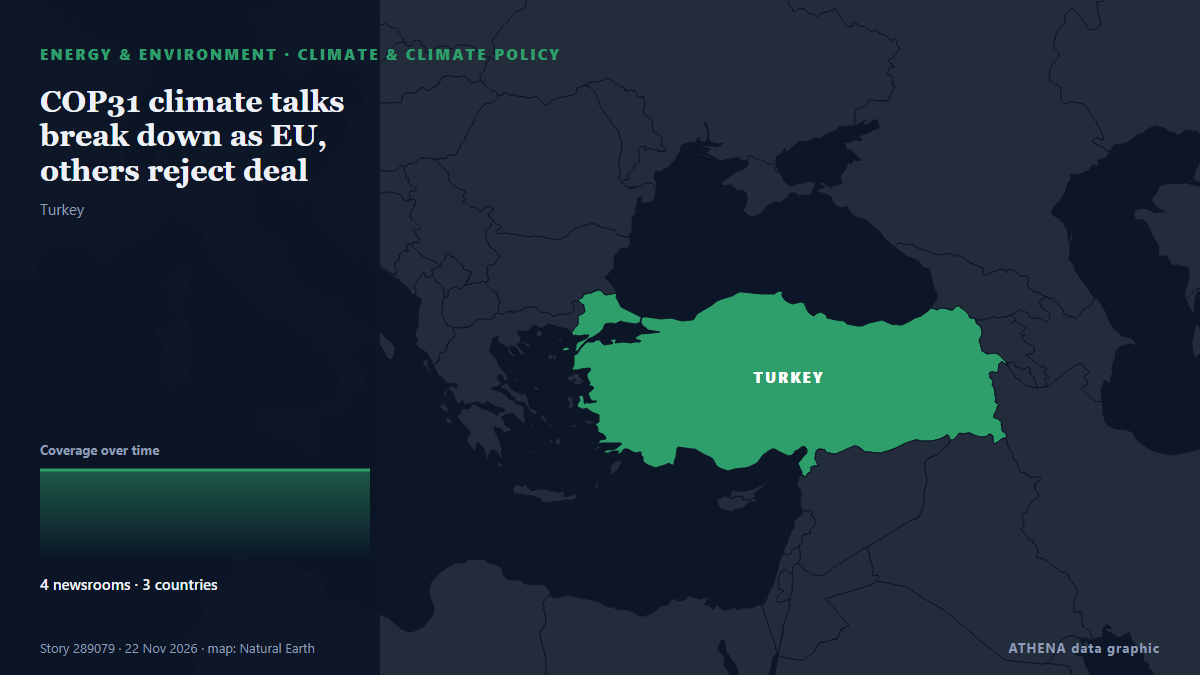 ENERGY & ENVIRONMENT · CLIMATE & CLIMATE POLICY
COP31 climate talks
break down as EU,
others reject deal
Turkey
TURKEY
Coverage over time
4 newsrooms · 3 countries
Story 289079 · 22 Nov 2026 · map: Natural Earth
ATHENA data graphic